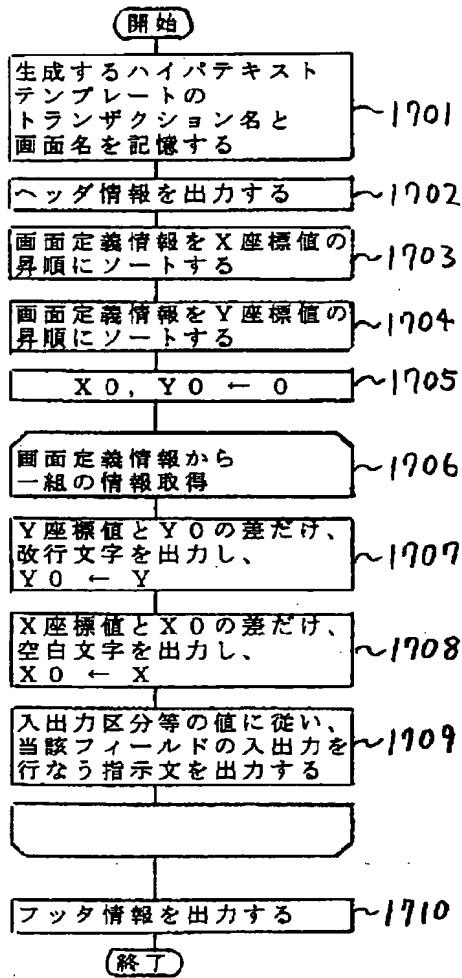 開始
生成するハイパテキスト
テンプレートの
トランザクション名と
画面名を記憶する
~1701
ヘッダ情報を出力する
~1702
画面定義情報をX座標値の
昇順にソートする
~1703
画面定義情報をY座標値の
昇順にソートする
~1704
X0, Y0 ← 0
~1705
画面定義情報から
一組の情報取得
~1706
Y座標値とY0の差だけ、
改行文字を出力し、
Y0 ← Y
~1707
X座標値とX0の差だけ、
空白文字を出力し、
X0 ← X
~1708
入出力区分等の値に従い、
当該フィールドの入出力を
行なう指示文を出力する
~1709
フッタ情報を出力する
~1710
終了